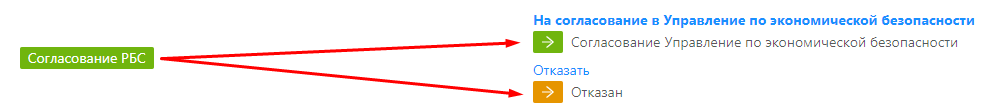 На согласование в Управление по экономической безопасности
Согласование РБС
Согласование Управление по экономической безопасности
Отказать
Отказан